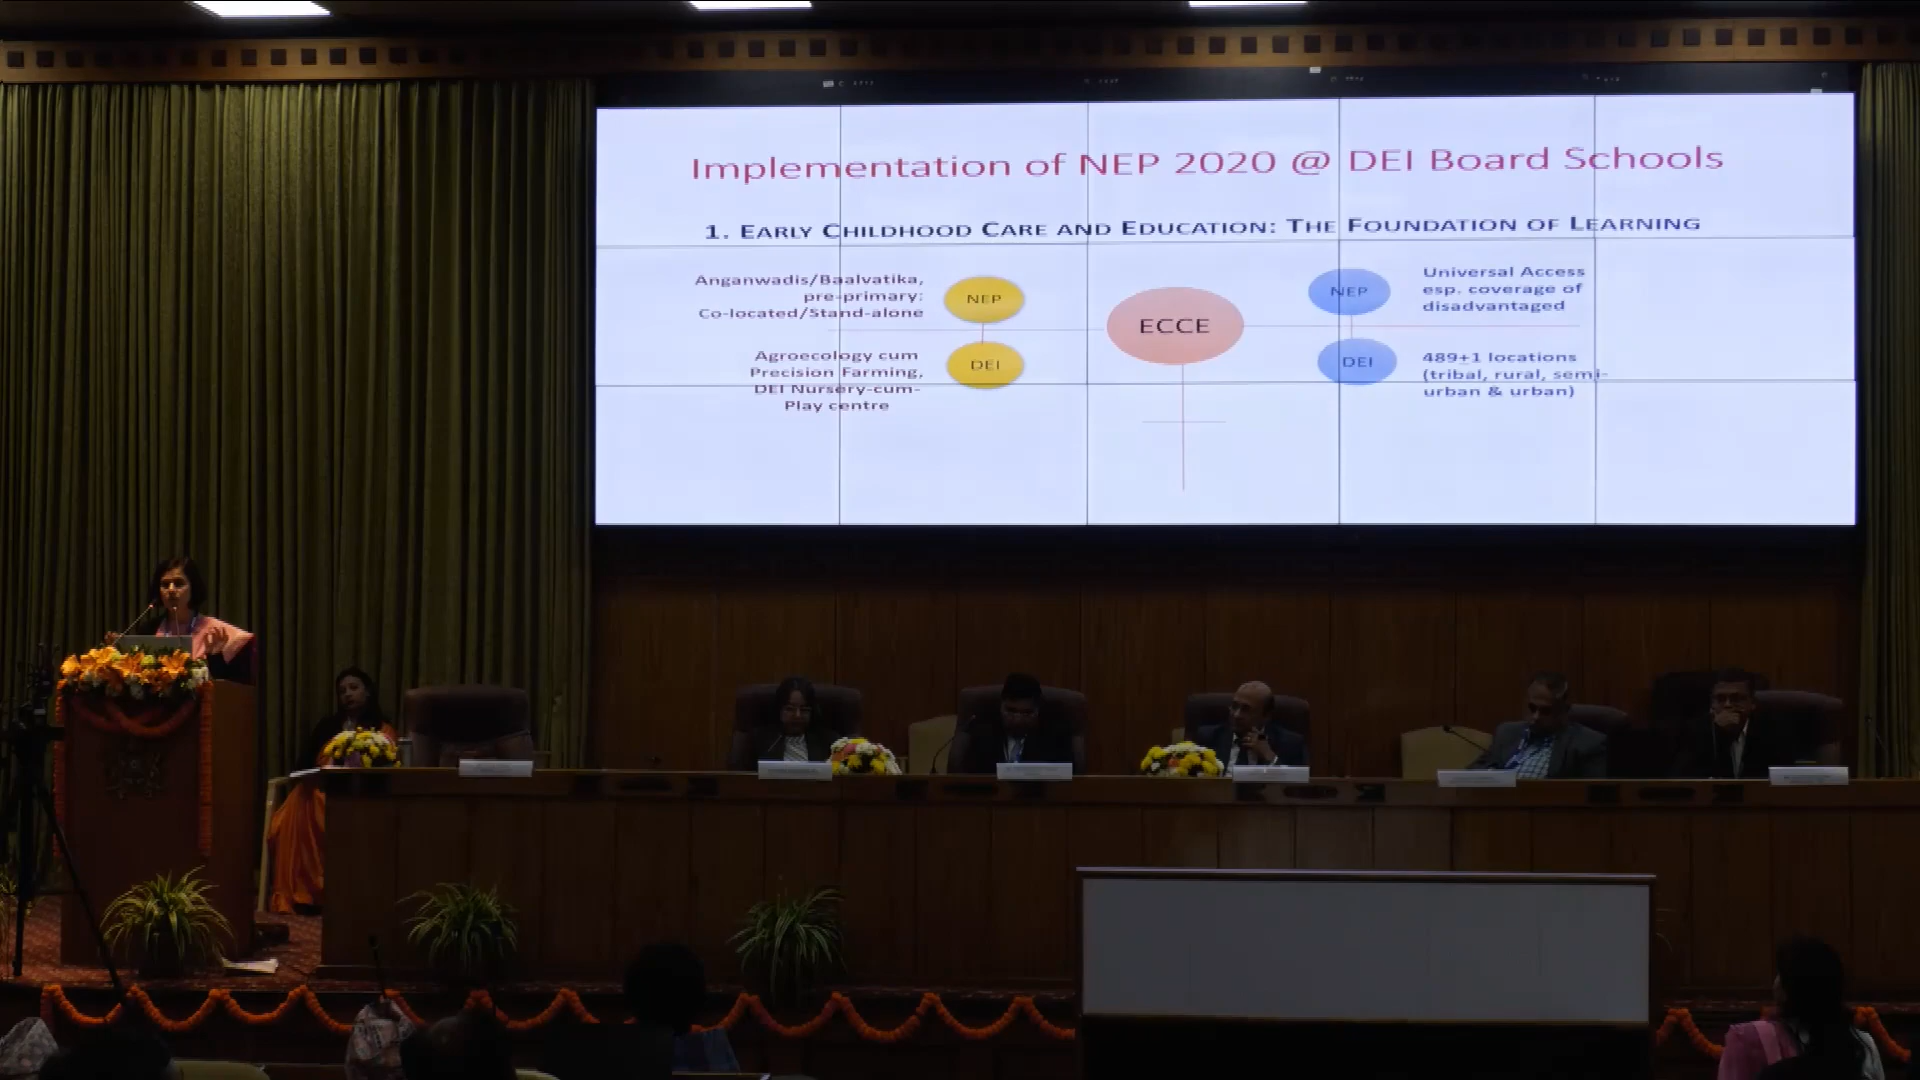 Implementation of NEP 2020 @ DEI Board Schools
1. EARLY CHILDHOOD CARE AND EDUCATION: THE FOUNDATION OF LEARNING
Anganwadis/Baalvatika,
pre-primary:
Co-located/Stand-alone
NEP
Agroecology cum
Precision Farming,
DEI Nursery-cum-
Play centre
DEI
ECCE
NEP
Universal Access
esp. coverage of
disadvantaged
DEI
489+1 locations
(tribal, rural, semi-
urban & urban)